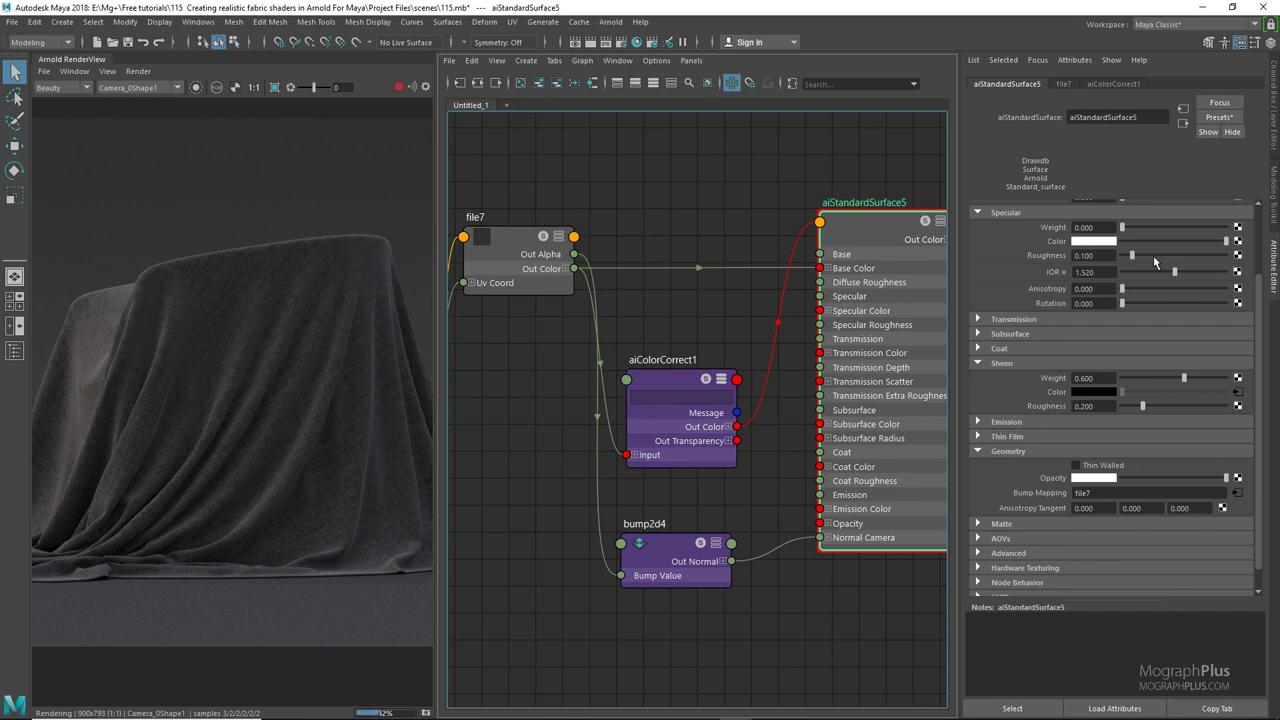 Autodesk Maya 2018: E:\Mg+\Free tutorials\115 Creating realistic fabric shaders in Arnold For Maya\Project\scenes\115.mb* --- aiStandardSurface5
File Edit Create Select Modify Display Windows Mesh Edit Mesh Mesh Tools Mesh Display Curves Surfaces Deform UV Generate Cache Arnold Help
Workspace : Maya Classic*
Modeling No Live Surface Symmetry: Off Sign In
Arnold RenderView
File Window View Render
Beauty Camera_0Shape1 1:1 0
File Edit View Create Tabs Graph Window Options Panels
Search...
Untitled_1 +
file7
Out Alpha
Out Color
Uv Coord
aiColorCorrect1
Message
Out Color
Out Transparency
Input
bump2d4
Out Normal
Bump Value
aiStandardSurface5
Out Color
Base
Base Color
Diffuse Roughness
Specular
Specular Color
Specular Roughness
Transmission
Transmission Color
Transmission Depth
Transmission Scatter
Transmission Extra Roughness
Subsurface
Subsurface Color
Subsurface Radius
Coat
Coat Color
Coat Roughness
Emission
Emission Color
Opacity
Normal Camera
List Selected Focus Attributes Show Help
aiStandardSurface5 file7 aiColorCorrect1
Focus
aiStandardSurface: aiStandardSurface5 Presets*
Show Hide
Drawdb
Surface
Arnold
Standard_surface
Specular
Weight 0.000
Color
Roughness 0.100
IOR 1.520
Anisotropy 0.000
Rotation 0.000
Transmission
Subsurface
Coat
Sheen
Weight 0.600
Color
Roughness 0.200
Emission
Thin Film
Geometry
Thin Walled
Opacity
Bump Mapping file7
Anisotropy Tangent 0.000 0.000 0.000
Matte
AOVs
Advanced
Hardware Texturing
Node Behavior
Notes: aiStandardSurface5
MographPlus
MOGRAPHPLUS.COM
Select Load Attributes Copy Tab
Channel Box / Layer Editor
Modeling Toolkit
Attribute Editor
Rendering | 900x793 (1:1) | Camera_0Shape1 | samples 3/2/2/2/2/2
12%